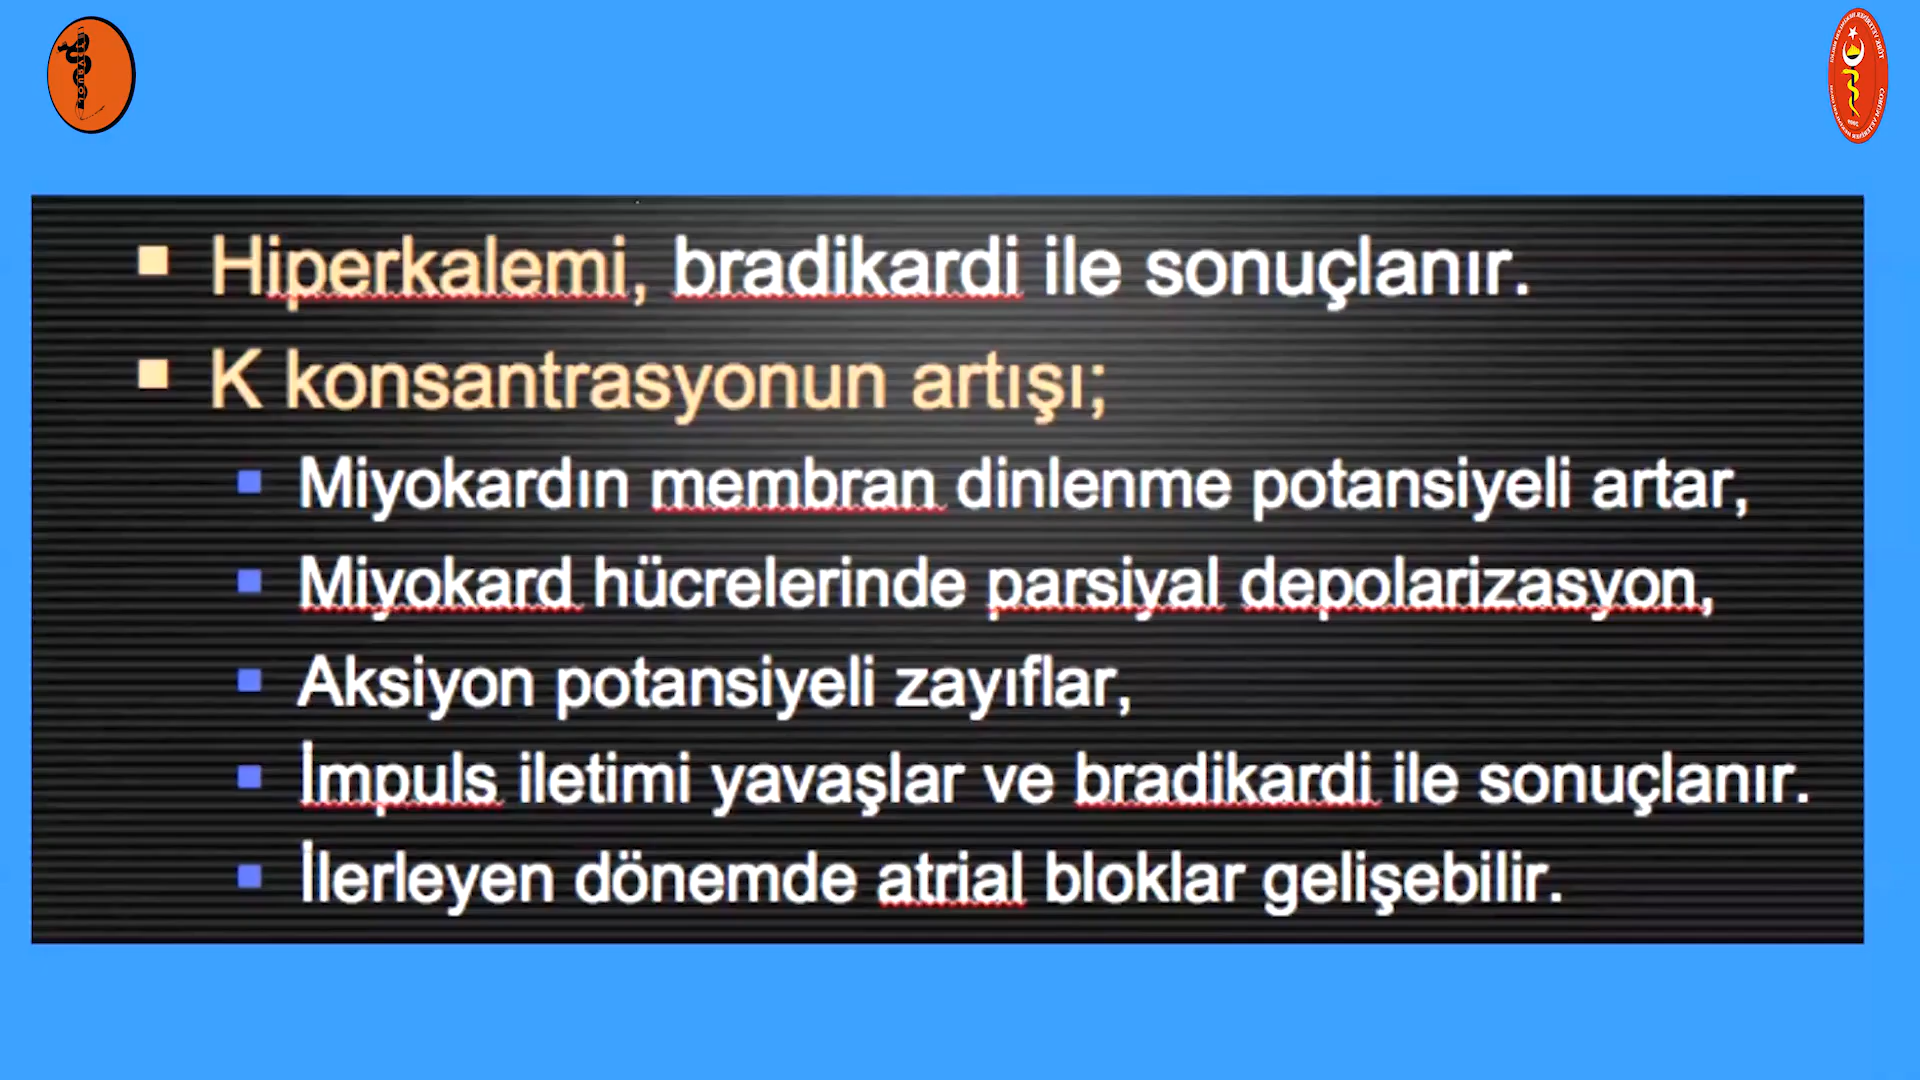 Hiperkalemi, bradikardi ile sonuçlanır.
K konsantrasyonun artışı;
Miyokardın membran dinlenme potansiyeli artar,
Miyokard hücrelerinde parsiyal depolarizasyon,
Aksiyon potansiyeli zayıflar,
İmpuls iletimi yavaşlar ve bradikardi ile sonuçlanır.
İlerleyen dönemde atrial bloklar gelişebilir.